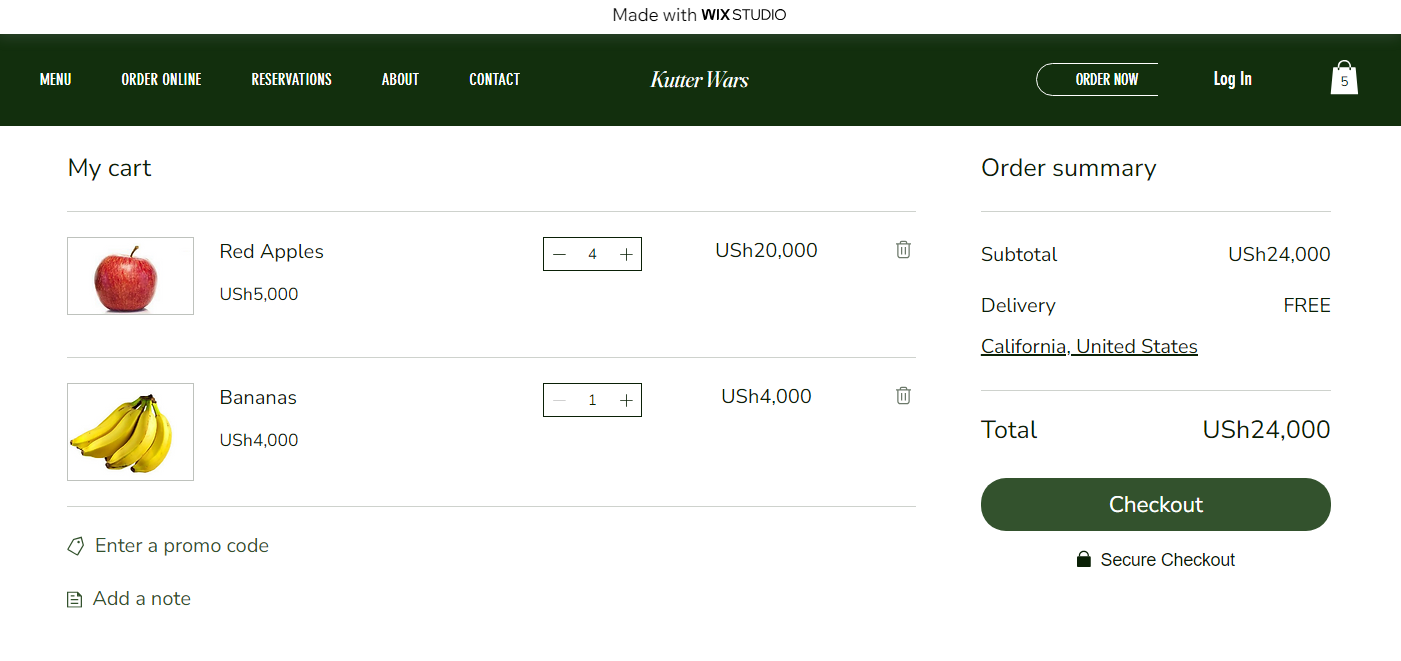 Made with WIX STUDIO
MENU ORDER ONLINE RESERVATIONS ABOUT CONTACT Kutter Wars ORDER NOW Log In 5
My cart
Red Apples
USh5,000
4
USh20,000
Bananas
USh4,000
1
USh4,000
Enter a promo code
Add a note
Order summary
Subtotal USh24,000
Delivery FREE
California, United States
Total USh24,000
Checkout
Secure Checkout